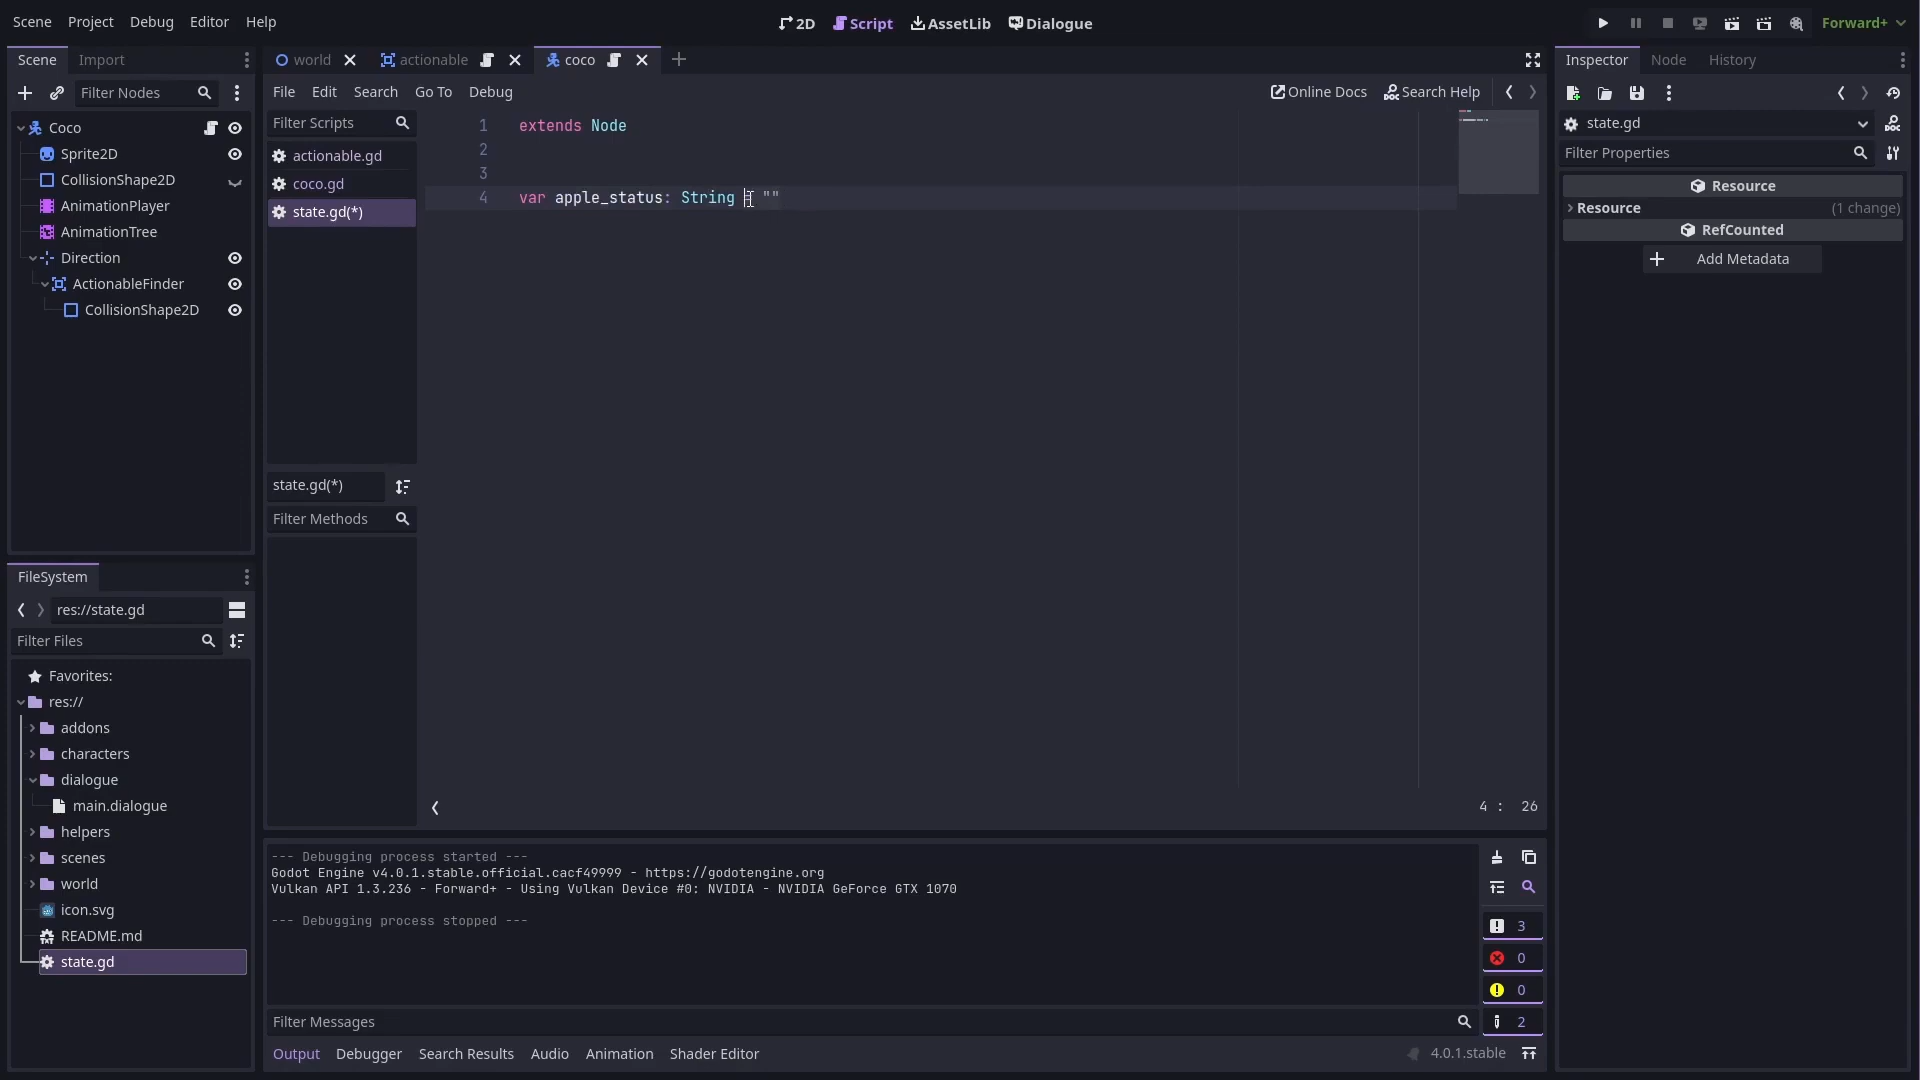 Scene Project Debug Editor Help
2D Script AssetLib Dialogue
Forward+
Scene Import
Filter Nodes
Coco
Sprite2D
CollisionShape2D
AnimationPlayer
AnimationTree
Direction
ActionableFinder
CollisionShape2D
FileSystem
res://state.gd
Filter Files
Favorites:
res://
addons
characters
dialogue
main.dialogue
helpers
scenes
world
icon.svg
README.md
state.gd
world actionable coco
File Edit Search Go To Debug
Online Docs Search Help
Filter Scripts
actionable.gd
coco.gd
state.gd(*)
state.gd(*)
Filter Methods
1 extends Node
2
3
4 var apple_status: String = ""
4 : 26
--- Debugging process started ---
Godot Engine v4.0.1.stable.official.cacf49999 - https://godotengine.org
Vulkan API 1.3.236 - Forward+ - Using Vulkan Device #0: NVIDIA - NVIDIA GeForce GTX 1070
--- Debugging process stopped ---
3
0
0
2
Filter Messages
Output Debugger Search Results Audio Animation Shader Editor
4.0.1.stable
Inspector Node History
state.gd
Filter Properties
Resource
Resource (1 change)
RefCounted
Add Metadata